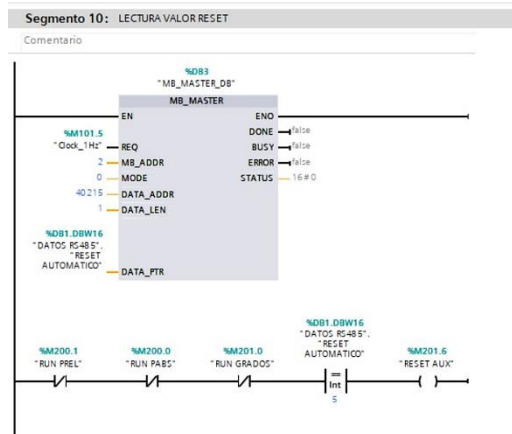 Segmento 10: LECTURA VALOR RESET
Comentario
%DB3
"MB_MASTER_DB"
MB_MASTER
EN ENO
DONE false
%M101.5
"Clock_1Hz" REQ BUSY false
2 MB_ADDR ERROR false
0 MODE STATUS 16#0
40215 DATA_ADDR
1 DATA_LEN
%DB1.DBW16
"DATOS RS485".
"RESET
AUTOMATICO" DATA_PTR
%DB1.DBW16
"DATOS RS485".
"RESET
AUTOMATICO"
%M200.1 %M200.0 %M201.0 %M201.6
"RUN PREL" "RUN PABS" "RUN GRADOS" "RESET AUX"
==
Int
5